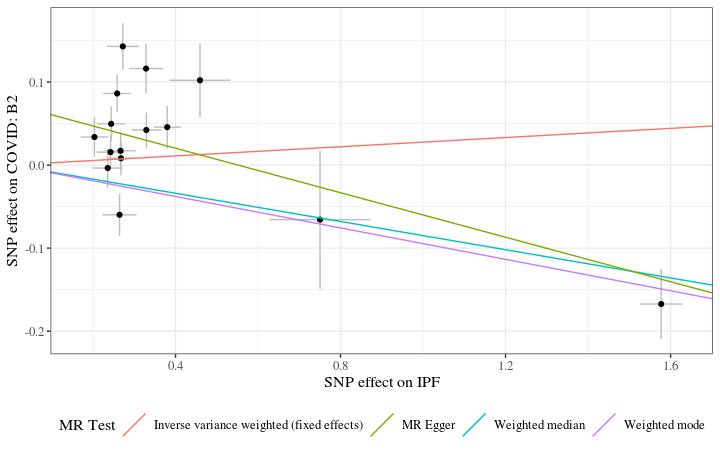 0.1
0.0
-0.1
-0.2
SNP effect on COVID: B2
0.4
0.8
1.2
1.6
SNP effect on IPF
MR Test
Inverse variance weighted (fixed effects)
MR Egger
Weighted median
Weighted mode